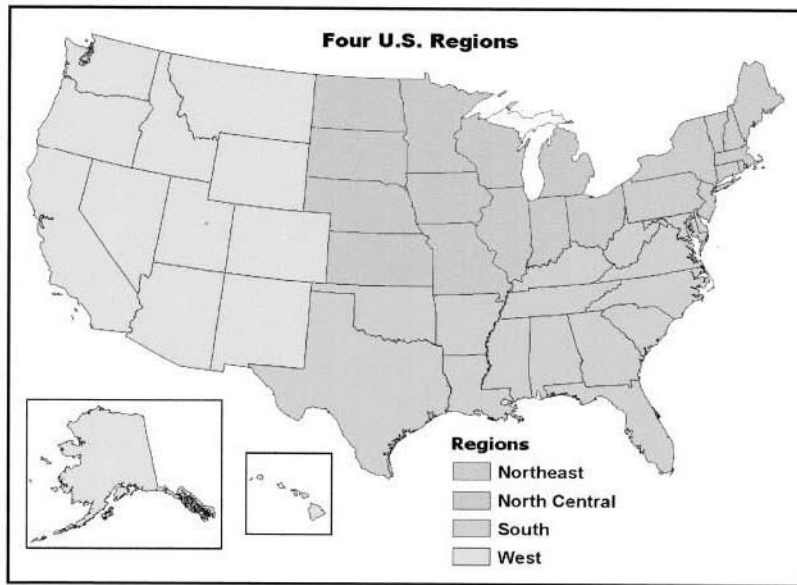 Four U.S. Regions
Regions
Northeast
North Central
South
West